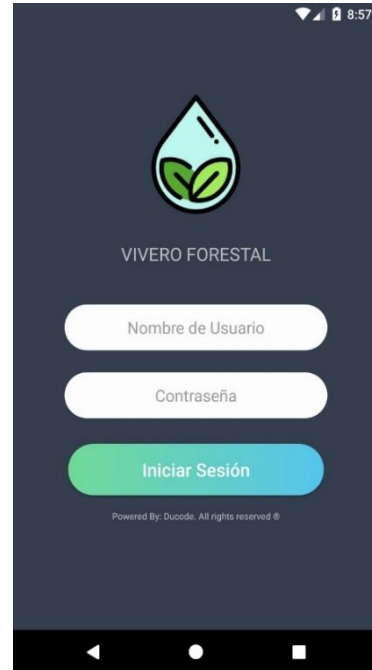 8:57
VIVERO FORESTAL
Nombre de Usuario
Contraseña
Iniciar Sesión
Powered By: Ducode. All rights reserved ®